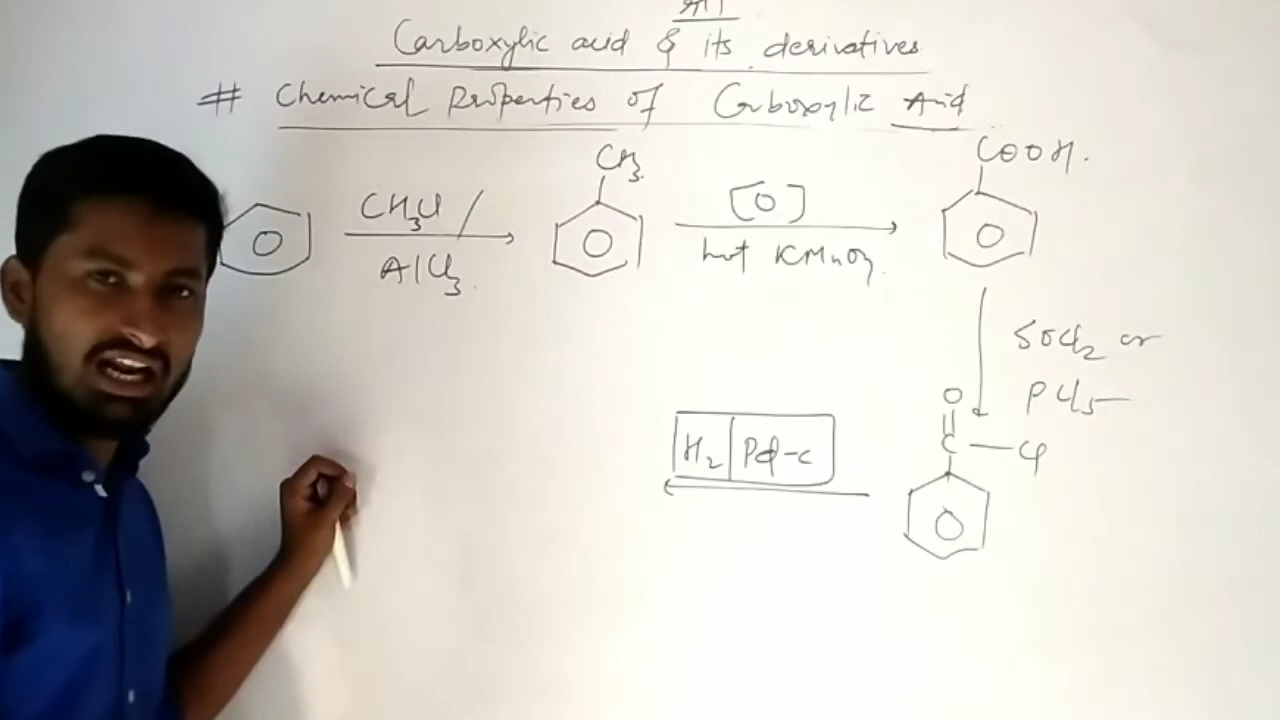 Carboxylic acid & its derivatives
# Chemical Properties of Carboxylic Acid
CH3
COOH.
CH3Cl /
AlCl3.
[O]
hot KMnO4.
SOCl2 or
PCl5
O
C — Cl
H2 | Pd-C